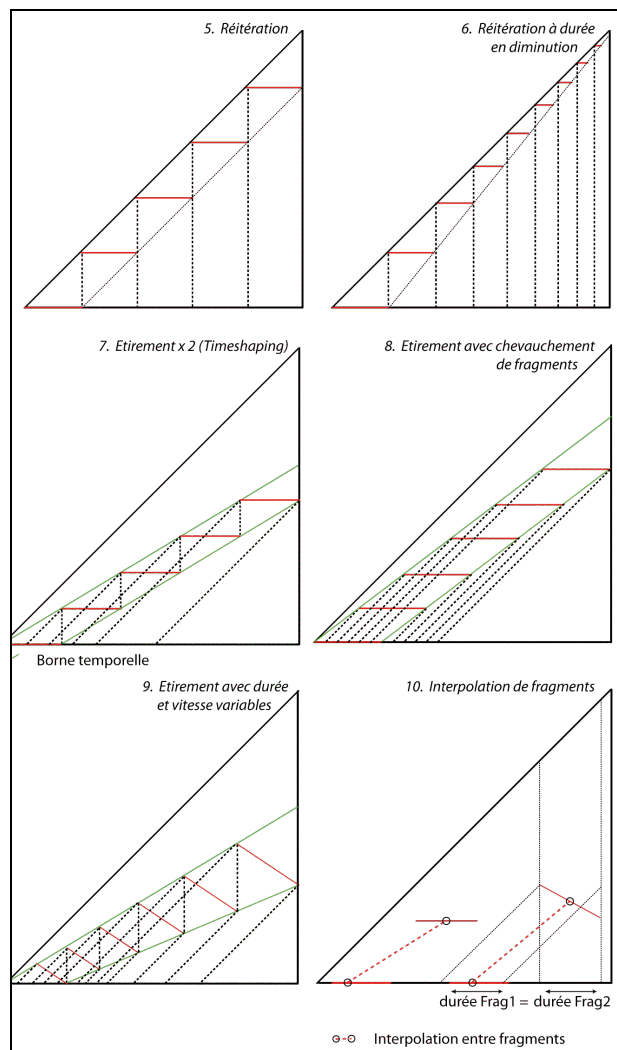 5. Réitération
6. Réitération à durée
en diminution
7. Etirement x 2 (Timeshaping)
8. Etirement avec chevauchement
de fragments
Borne temporelle
9. Etirement avec durée
et vitesse variables
10. Interpolation de fragments
durée Frag1 = durée Frag2
Interpolation entre fragments